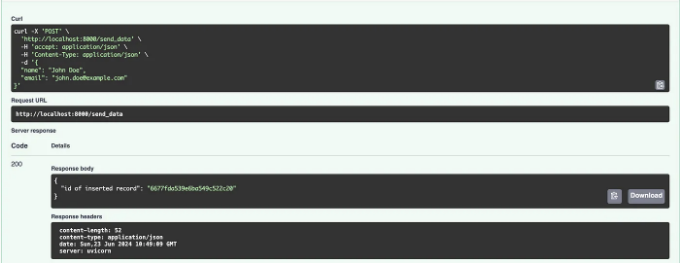 Curl
curl -X 'POST' \
'http://localhost:8000/send_data' \
-H 'accept: application/json' \
-H 'Content-Type: application/json' \
-d '{
"name": "John Doe",
"email": "john.doe@example.com"
}'
Request URL
http://localhost:8000/send_data
Server response
Code Details
200
Response body
{
"id of inserted record": "6677fda539e6ba549c522c20"
}
Download
Response headers
content-length: 52
content-type: application/json
date: Sun,23 Jun 2024 10:49:09 GMT
server: uvicorn